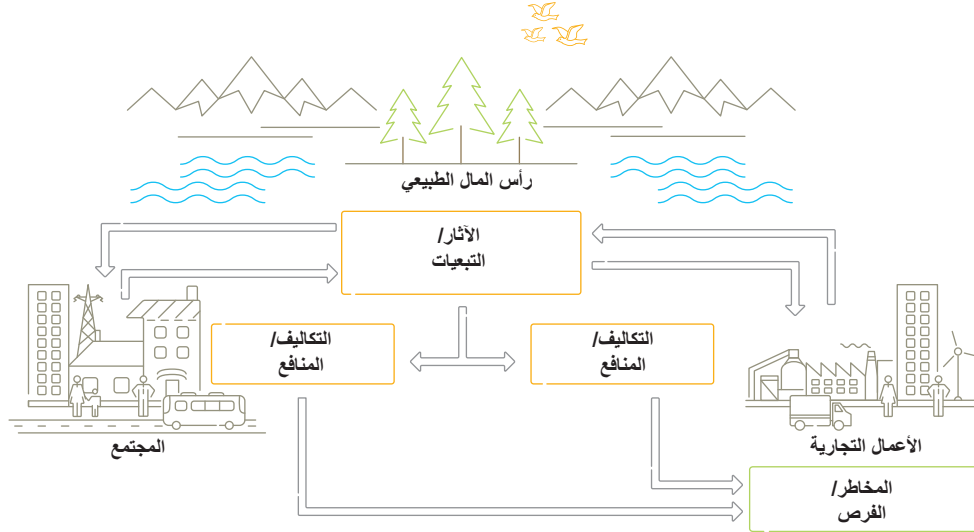 رأس المال الطبيعي
الآثار/
التبعيات
التكاليف/
المنافع
التكاليف/
المنافع
المجتمع
الأعمال التجارية
المخاطر/
الفرص